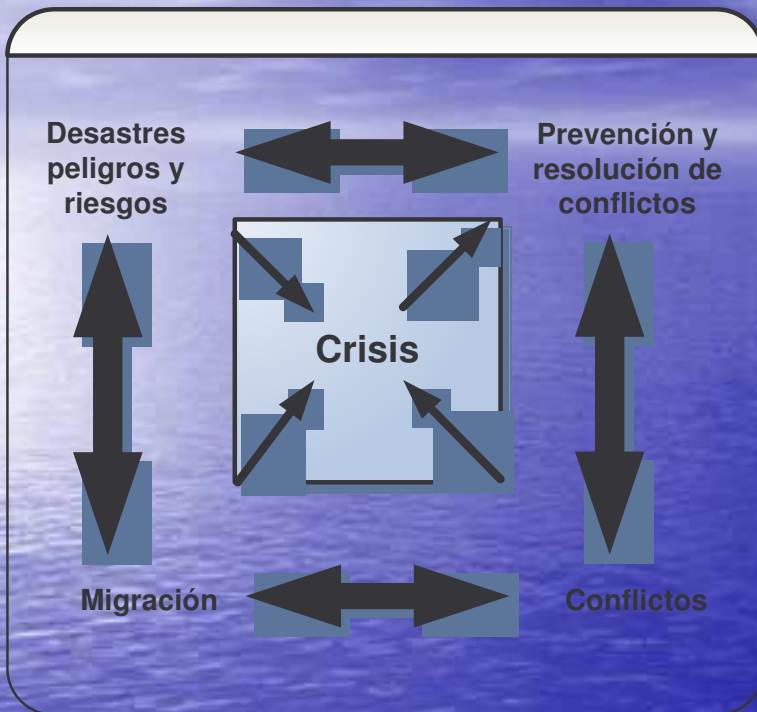 Desastres
peligros y
riesgos
Prevención y
resolución de
conflictos
Crisis
Migración
Conflictos